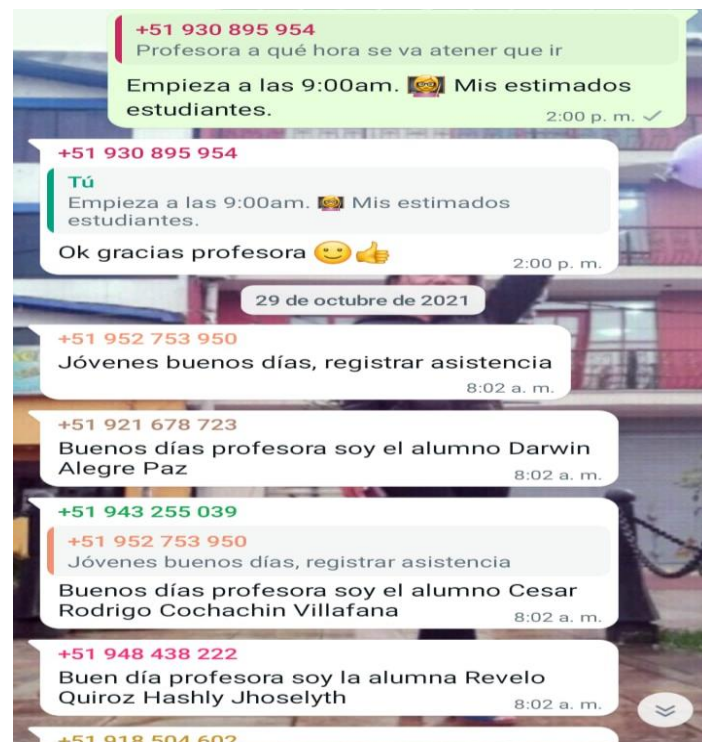 +51 930 895 954
Profesora a qué hora se va atener que ir
Empieza a las 9:00am. 👩‍🏫 Mis estimados
estudiantes.
2:00 p. m.
+51 930 895 954
Tú
Empieza a las 9:00am. 👩‍🏫 Mis estimados
estudiantes.
Ok gracias profesora 🙂👍
2:00 p. m.
29 de octubre de 2021
+51 952 753 950
Jóvenes buenos días, registrar asistencia
8:02 a. m.
+51 921 678 723
Buenos días profesora soy el alumno Darwin
Alegre Paz
8:02 a. m.
+51 943 255 039
+51 952 753 950
Jóvenes buenos días, registrar asistencia
Buenos días profesora soy el alumno Cesar
Rodrigo Cochachin Villafana
8:02 a. m.
+51 948 438 222
Buen día profesora soy la alumna Revelo
Quiroz Hashly Jhoselyth
8:02 a. m.
+51 918 504 602